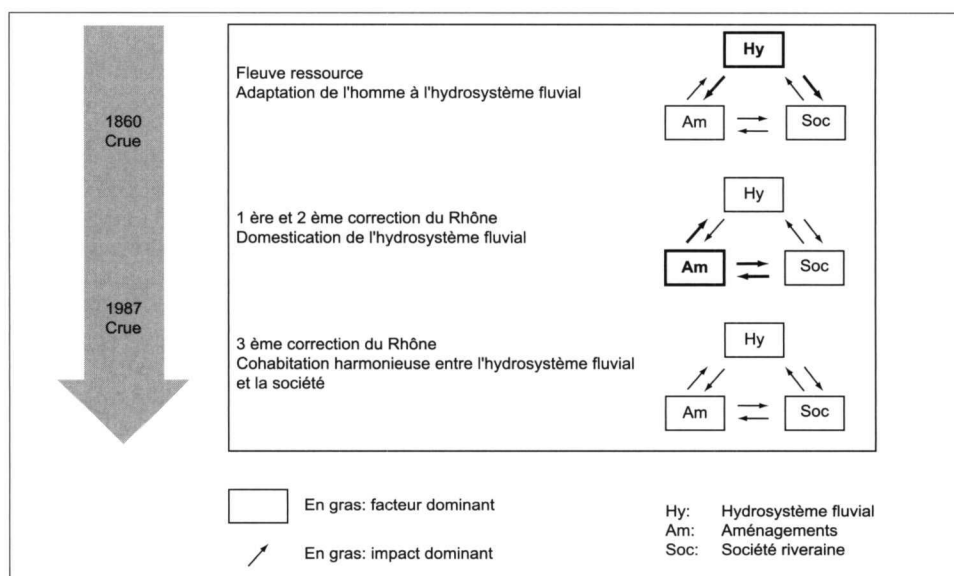 1860
Crue
1987
Crue
Fleuve ressource
Adaptation de l'homme à l'hydrosystème fluvial
Hy
Am
Soc
1 ère et 2 ème correction du Rhône
Domestication de l'hydrosystème fluvial
Hy
Am
Soc
3 ème correction du Rhône
Cohabitation harmonieuse entre l'hydrosystème fluvial
et la société
Hy
Am
Soc
En gras: facteur dominant
En gras: impact dominant
Hy: Hydrosystème fluvial
Am: Aménagements
Soc: Société riveraine